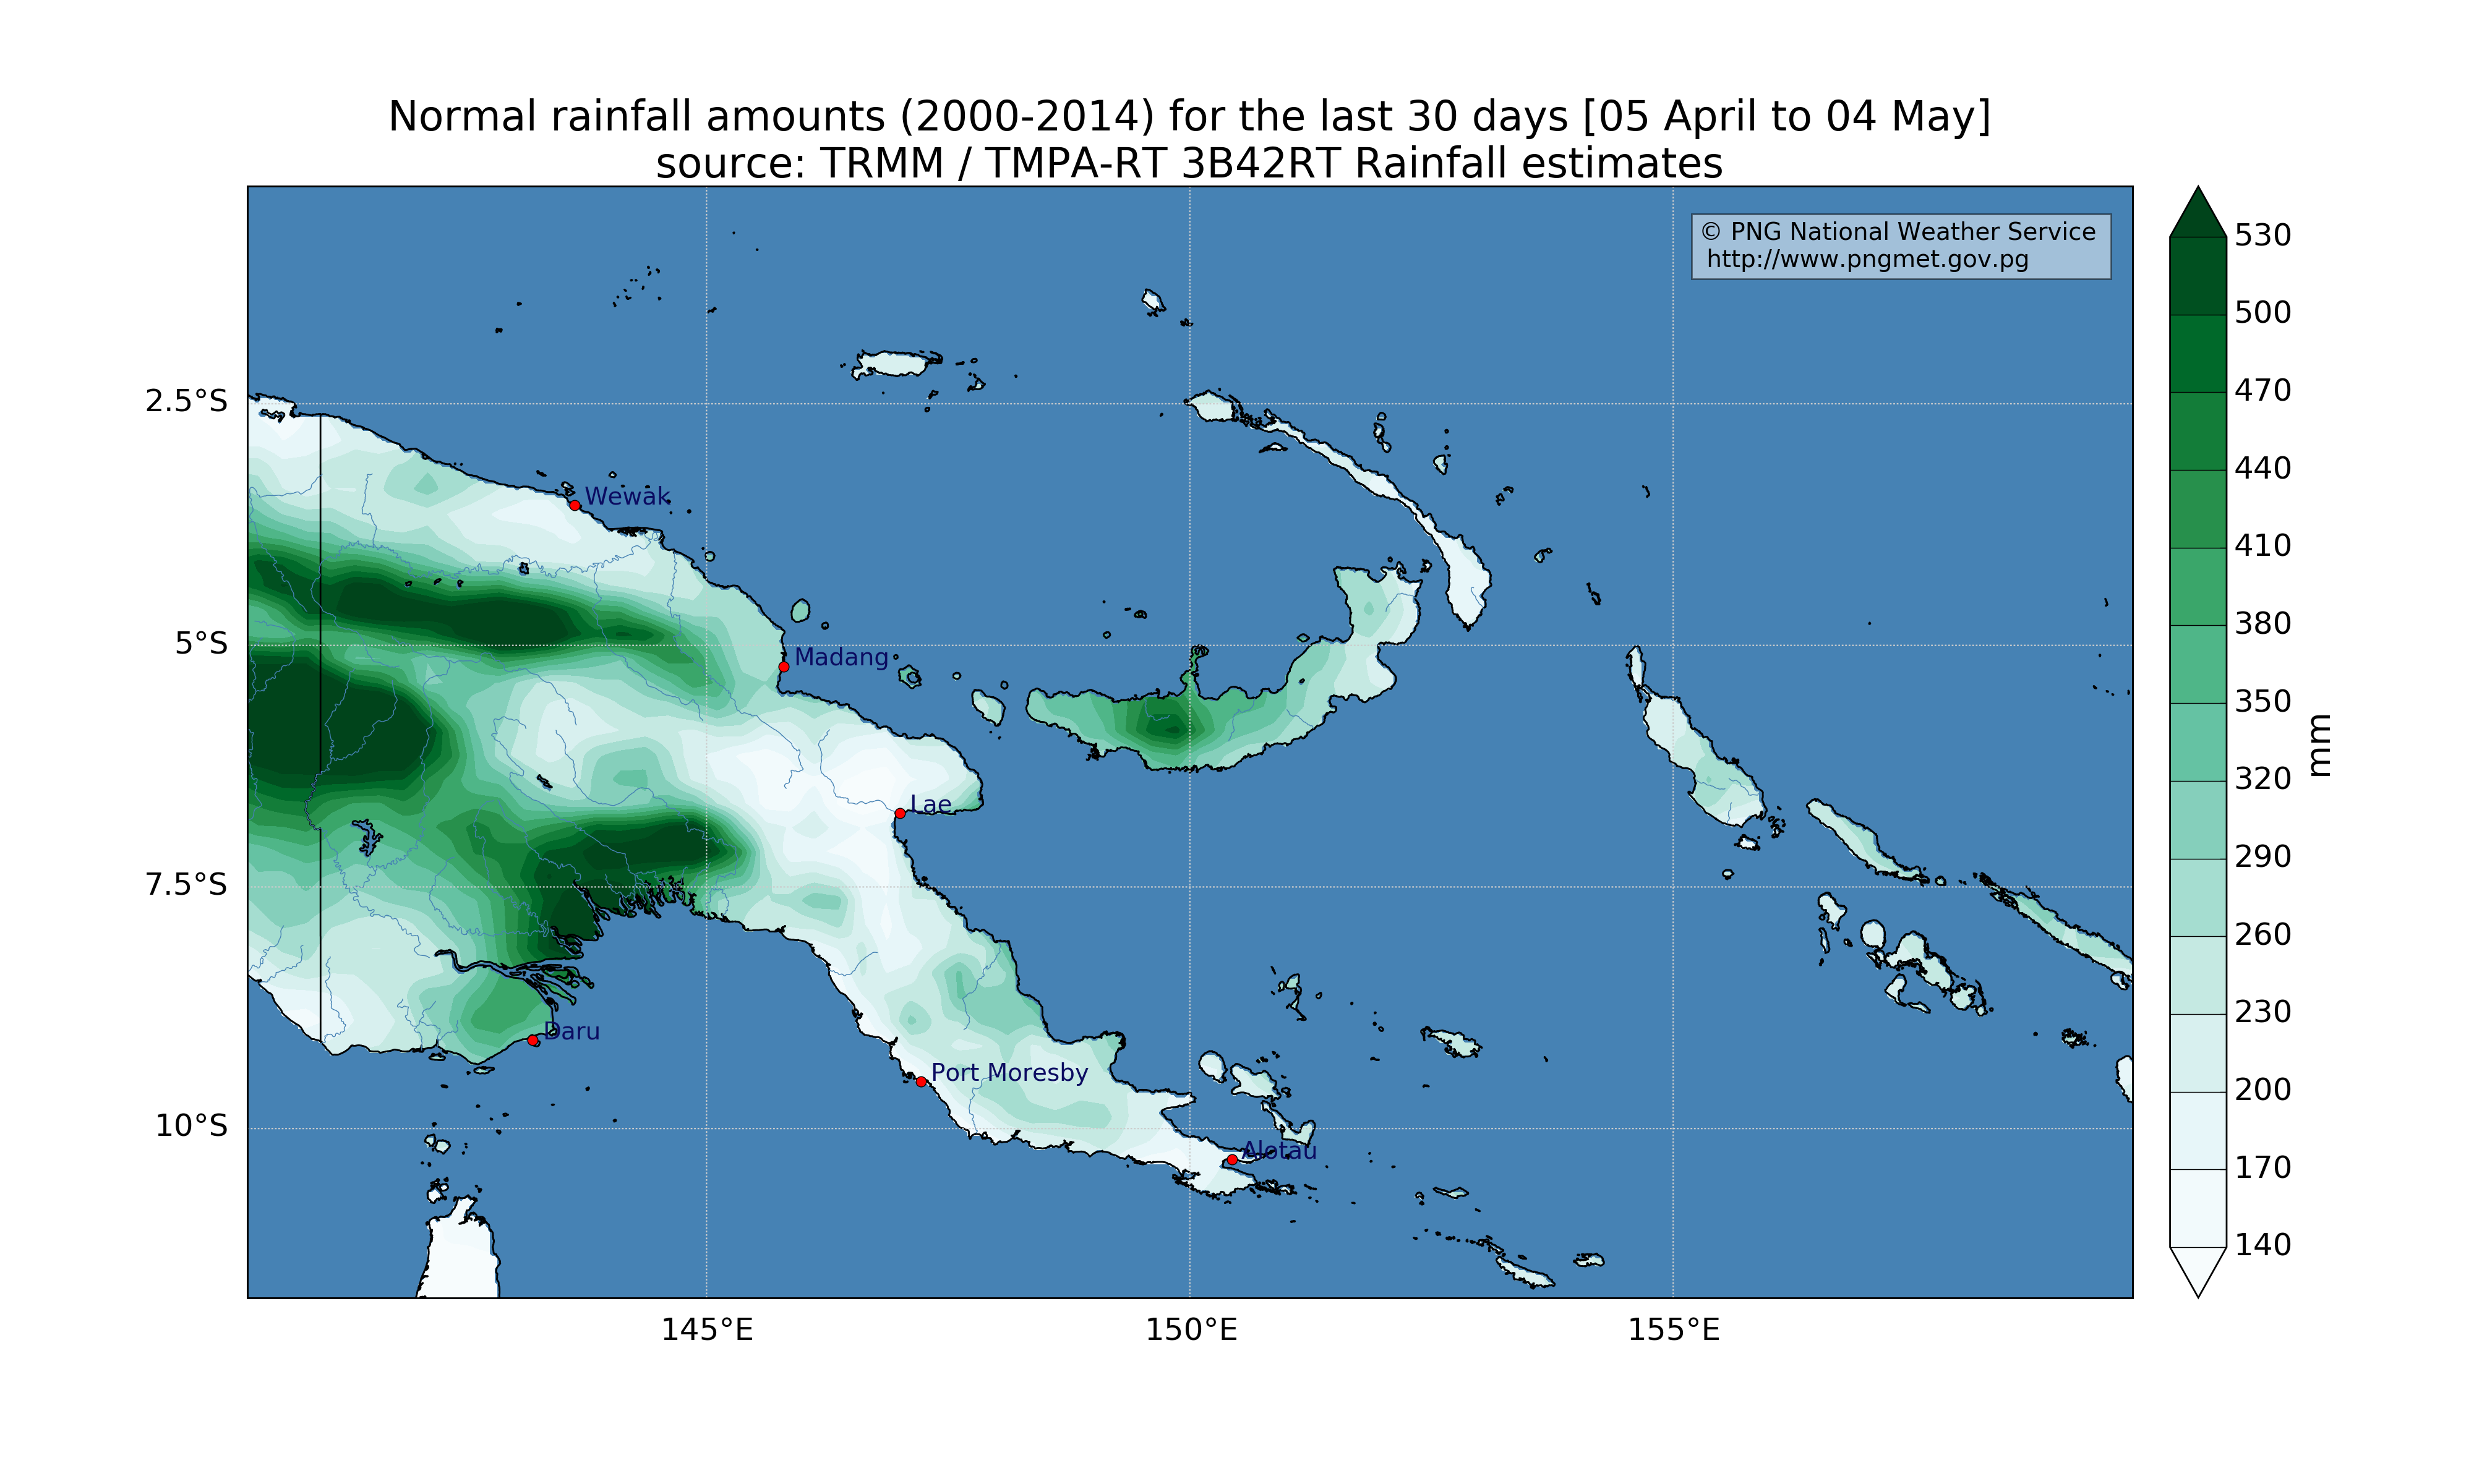 Normal rainfall amounts (2000-2014) for the last 30 days [05 April to 04 May]
source: TRMM / TMPA-RT 3B42RT Rainfall estimates
© PNG National Weather Service
http://www.pngmet.gov.pg
530
500
470
440
410
380
350
320
290
260
230
200
170
140
mm
2.5°S
5°S
7.5°S
10°S
Wewak
Madang
Lae
Daru
Port Moresby
Alotau
145°E
150°E
155°E